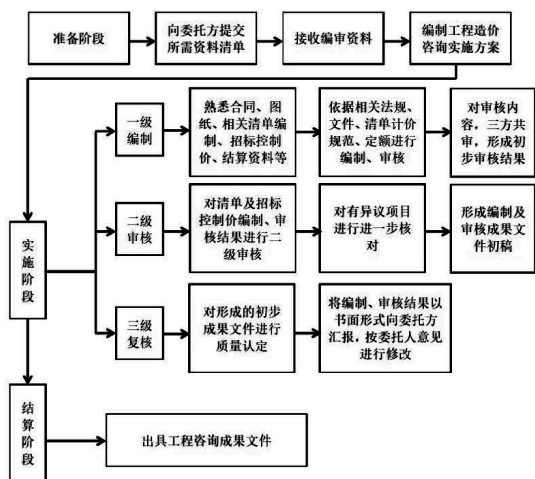 准备阶段
向委托方提交
所需资料清单
接收编审资料
编制工程造价
咨询实施方案
实施阶段
一级
编制
熟悉合同、图
纸、相关清单编
制、招标控制
价、结算资料等
依据相关法规、
文件、清单计价
规范、定额进行
编制、审核
对审核内
容，三方共
审，形成初
步审核结果
二级
审核
对清单及招标
控制价编制、审
核结果进行二
级审核
对有异议项目
进行进一步核
对
形成编制及
审核成果文
件初稿
三级
复核
对形成的初步
成果文件进行
质量认定
将编制、审核结果以
书面形式向委托方
汇报，按委托人意见
进行修改
结算阶段
出具工程咨询成果文件